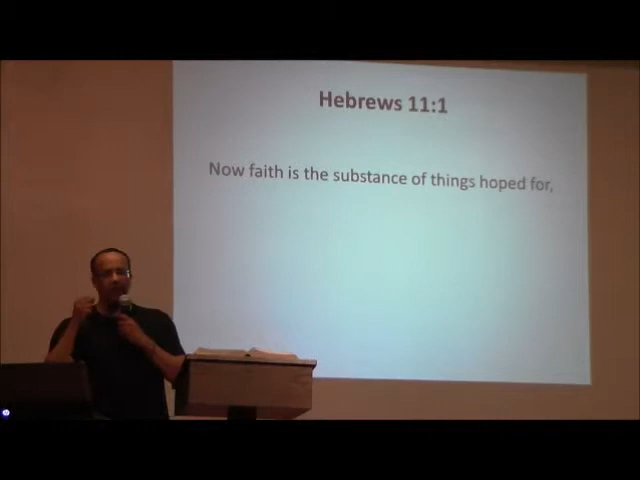 Hebrews 11:1
Now faith is the substance of things hoped for,